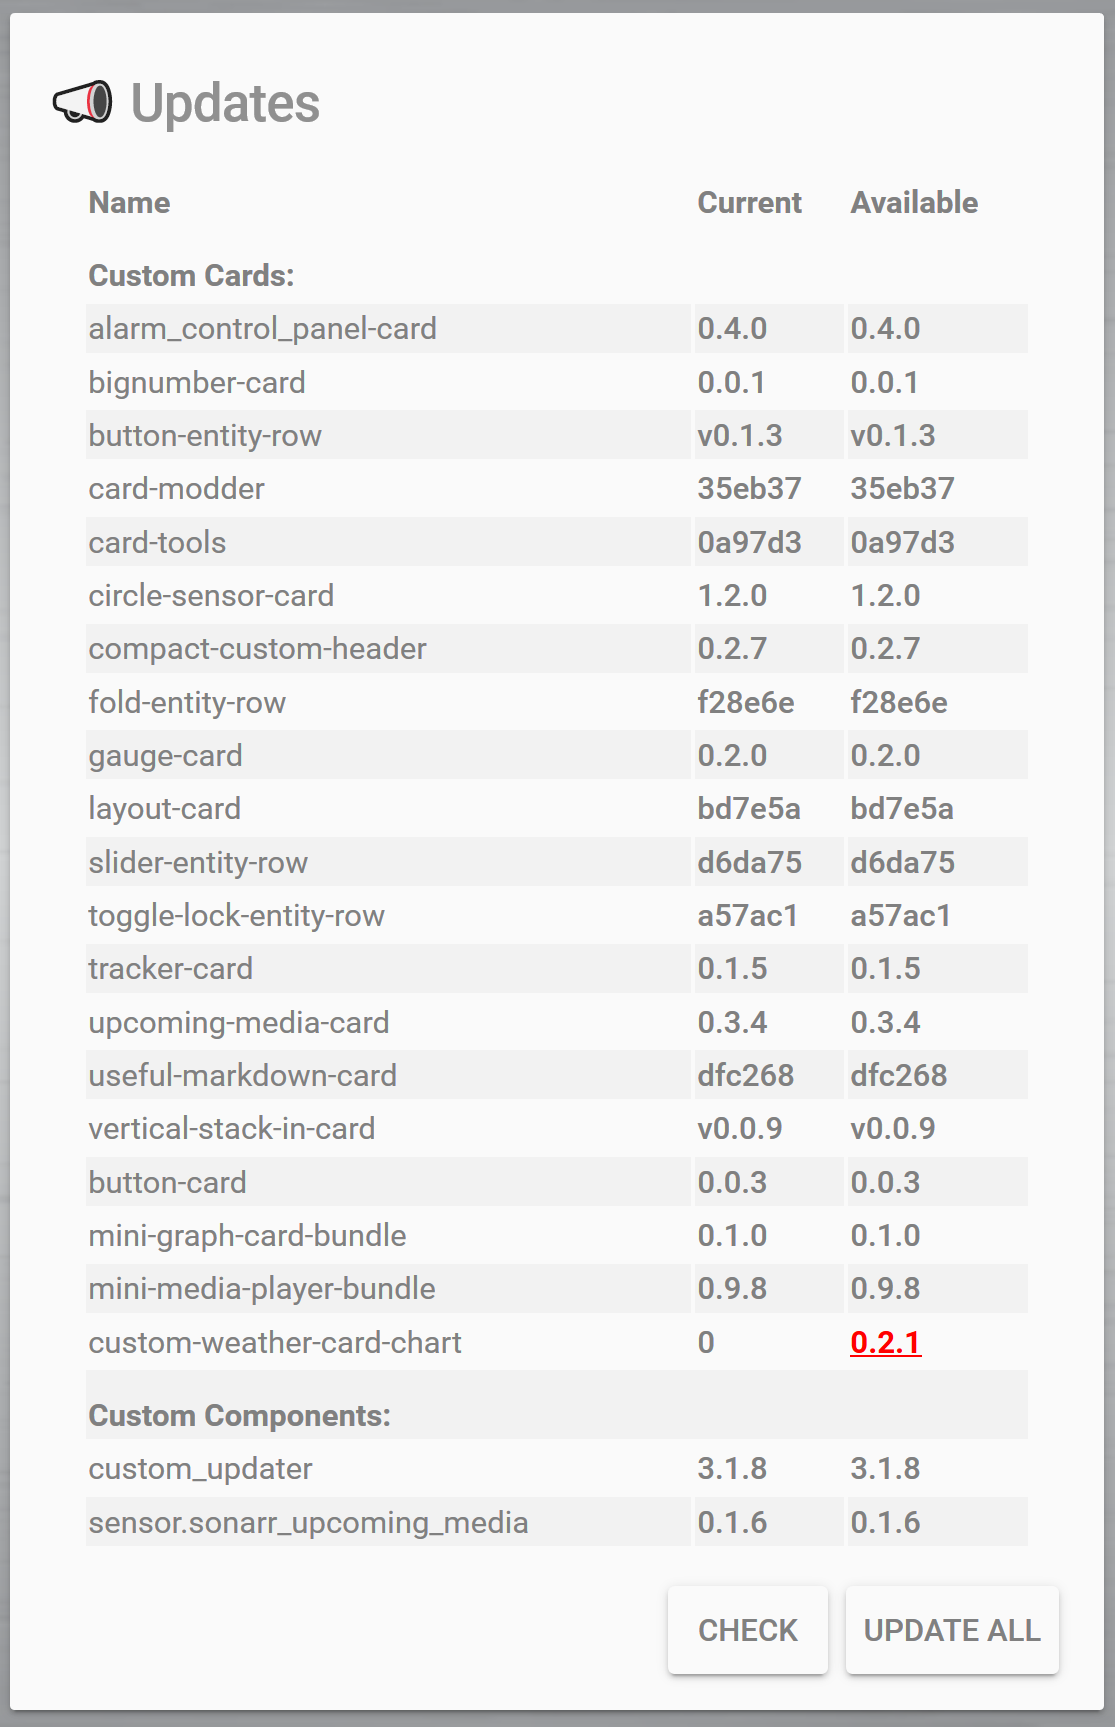 Updates
Name Current Available
Custom Cards:
alarm_control_panel-card 0.4.0 0.4.0
bignumber-card 0.0.1 0.0.1
button-entity-row v0.1.3 v0.1.3
card-modder 35eb37 35eb37
card-tools 0a97d3 0a97d3
circle-sensor-card 1.2.0 1.2.0
compact-custom-header 0.2.7 0.2.7
fold-entity-row f28e6e f28e6e
gauge-card 0.2.0 0.2.0
layout-card bd7e5a bd7e5a
slider-entity-row d6da75 d6da75
toggle-lock-entity-row a57ac1 a57ac1
tracker-card 0.1.5 0.1.5
upcoming-media-card 0.3.4 0.3.4
useful-markdown-card dfc268 dfc268
vertical-stack-in-card v0.0.9 v0.0.9
button-card 0.0.3 0.0.3
mini-graph-card-bundle 0.1.0 0.1.0
mini-media-player-bundle 0.9.8 0.9.8
custom-weather-card-chart 0 0.2.1
Custom Components:
custom_updater 3.1.8 3.1.8
sensor.sonarr_upcoming_media 0.1.6 0.1.6
CHECK UPDATE ALL